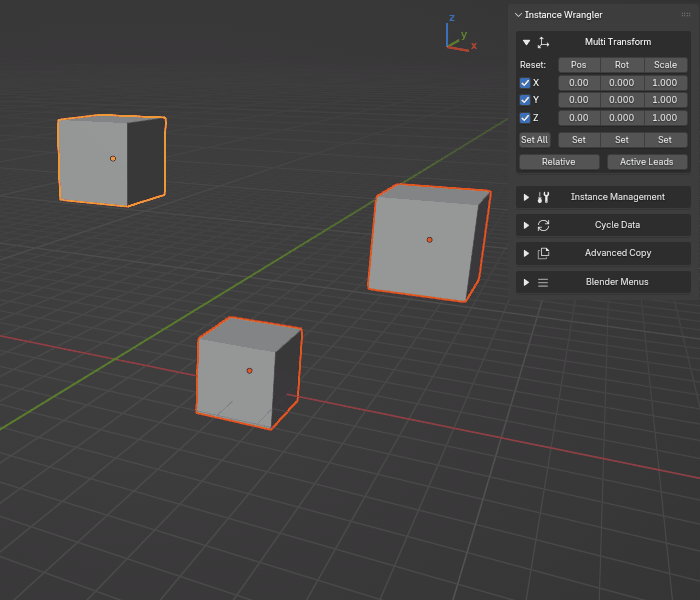 Instance Wrangler
z
y
x
Multi Transform
Reset: Pos Rot Scale
X 0.00 0.000 1.000
Y 0.00 0.000 1.000
Z 0.00 0.000 1.000
Set All Set Set Set
Relative Active Leads
Instance Management
Cycle Data
Advanced Copy
Blender Menus